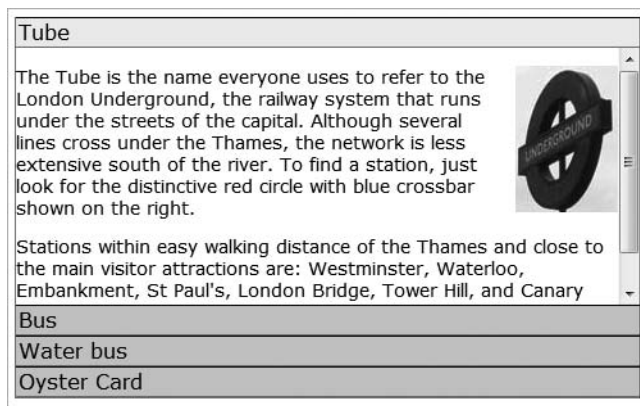 Tube
The Tube is the name everyone uses to refer to the
London Underground, the railway system that runs
under the streets of the capital. Although several
lines cross under the Thames, the network is less
extensive south of the river. To find a station, just
look for the distinctive red circle with blue crossbar
shown on the right.
UNDERGROUND
Stations within easy walking distance of the Thames and close to
the main visitor attractions are: Westminster, Waterloo,
Embankment, St Paul's, London Bridge, Tower Hill, and Canary
Bus
Water bus
Oyster Card